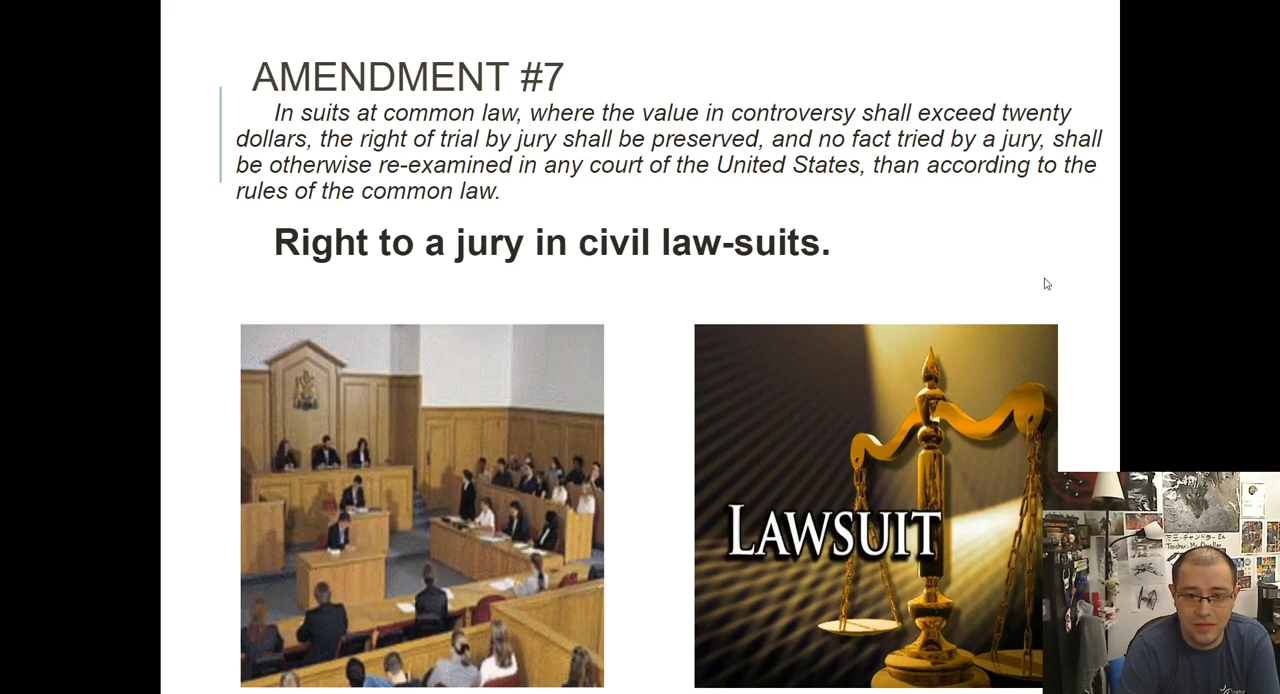 AMENDMENT #7
In suits at common law, where the value in controversy shall exceed twenty
dollars, the right of trial by jury shall be preserved, and no fact tried by a jury, shall
be otherwise re-examined in any court of the United States, than according to the
rules of the common law.
Right to a jury in civil law-suits.
LAWSUIT